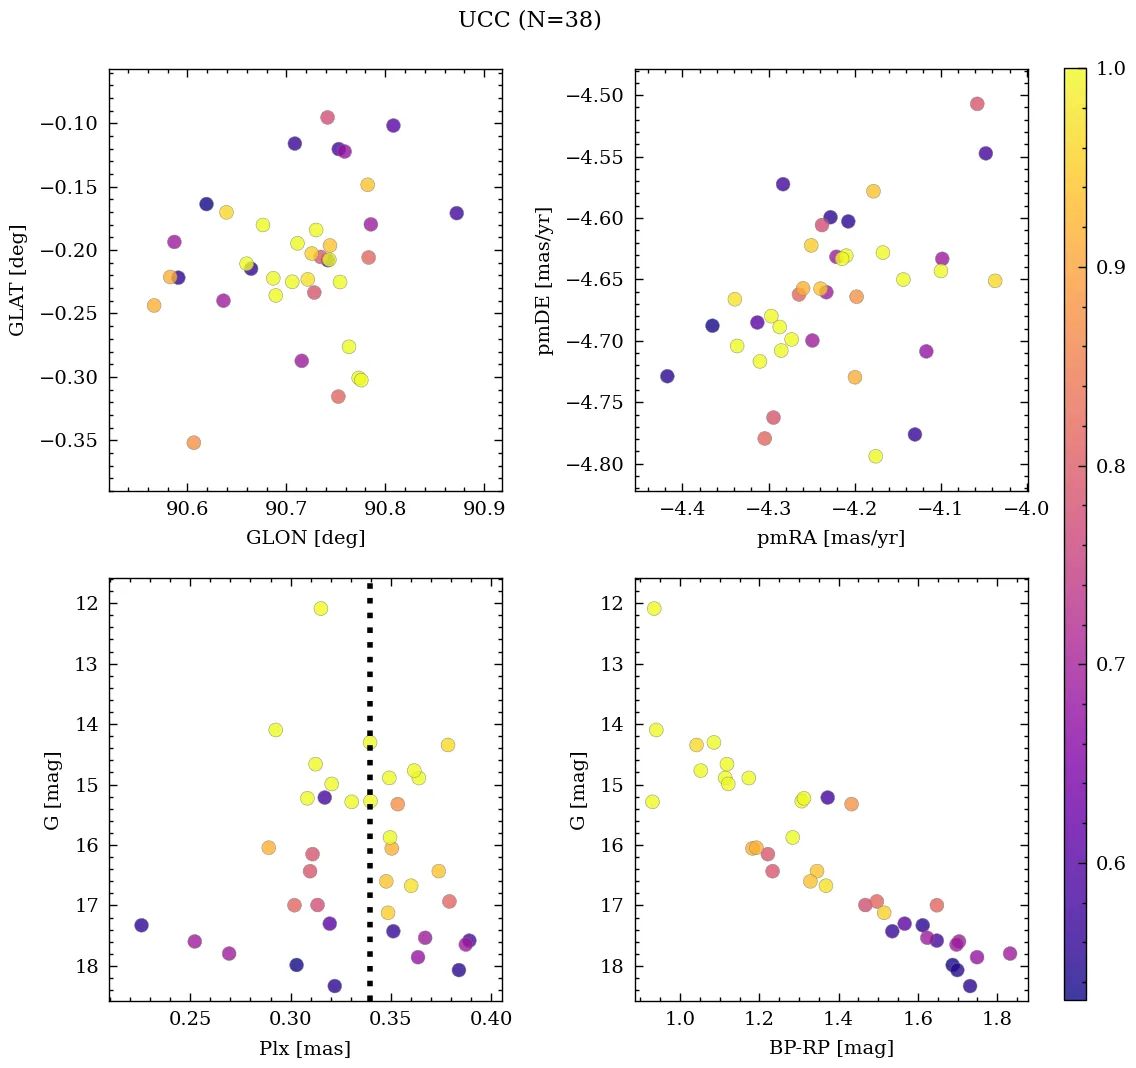 UCC (N=38)
−0.10
−0.15
−0.20
−0.25
−0.30
−0.35
GLAT [deg]
90.6 90.7 90.8 90.9
GLON [deg]
−4.50
−4.55
−4.60
−4.65
−4.70
−4.75
−4.80
pmDE [mas/yr]
−4.4 −4.3 −4.2 −4.1 −4.0
pmRA [mas/yr]
12
13
14
15
16
17
18
G [mag]
0.25 0.30 0.35 0.40
Plx [mas]
12
13
14
15
16
17
18
G [mag]
1.0 1.2 1.4 1.6 1.8
BP-RP [mag]
1.0
0.9
0.8
0.7
0.6